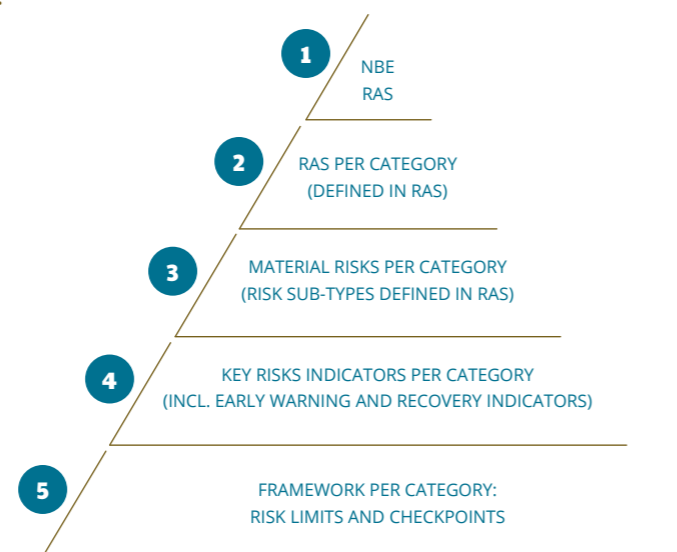 1
NBE
RAS
2
RAS PER CATEGORY
(DEFINED IN RAS)
3
MATERIAL RISKS PER CATEGORY
(RISK SUB-TYPES DEFINED IN RAS)
4
KEY RISKS INDICATORS PER CATEGORY
(INCL. EARLY WARNING AND RECOVERY INDICATORS)
5
FRAMEWORK PER CATEGORY:
RISK LIMITS AND CHECKPOINTS